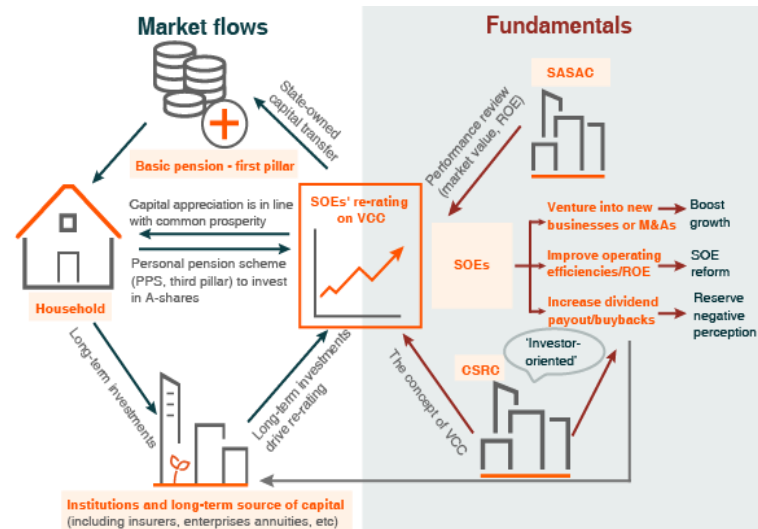 Market flows
Fundamentals
SASAC
State-owned
capital transfer
Performance review
(market value, ROE)
Basic pension - first pillar
Capital appreciation is in line
with common prosperity
SOEs' re-rating
on VCC
Venture into new
businesses or M&As
Boost
growth
SOEs
Improve operating
efficiencies/ROE
SOE
reform
Personal pension scheme
(PPS, third pillar) to invest
in A-shares
Household
Increase dividend
payout/buybacks
Reserve
negative
perception
Long-term investments
Long-term investments
drive re-rating
The concept of VCC
CSRC
'Investor-
oriented'
Institutions and long-term source of capital
(including insurers, enterprises annuities, etc)